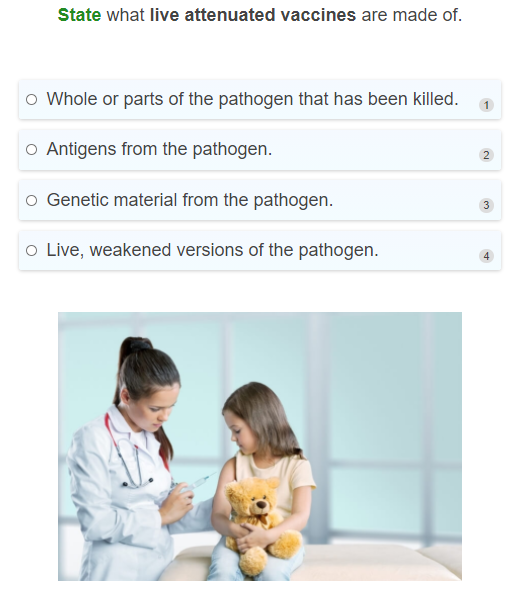 State what live attenuated vaccines are made of.
Whole or parts of the pathogen that has been killed. 1
Antigens from the pathogen. 2
Genetic material from the pathogen. 3
Live, weakened versions of the pathogen. 4